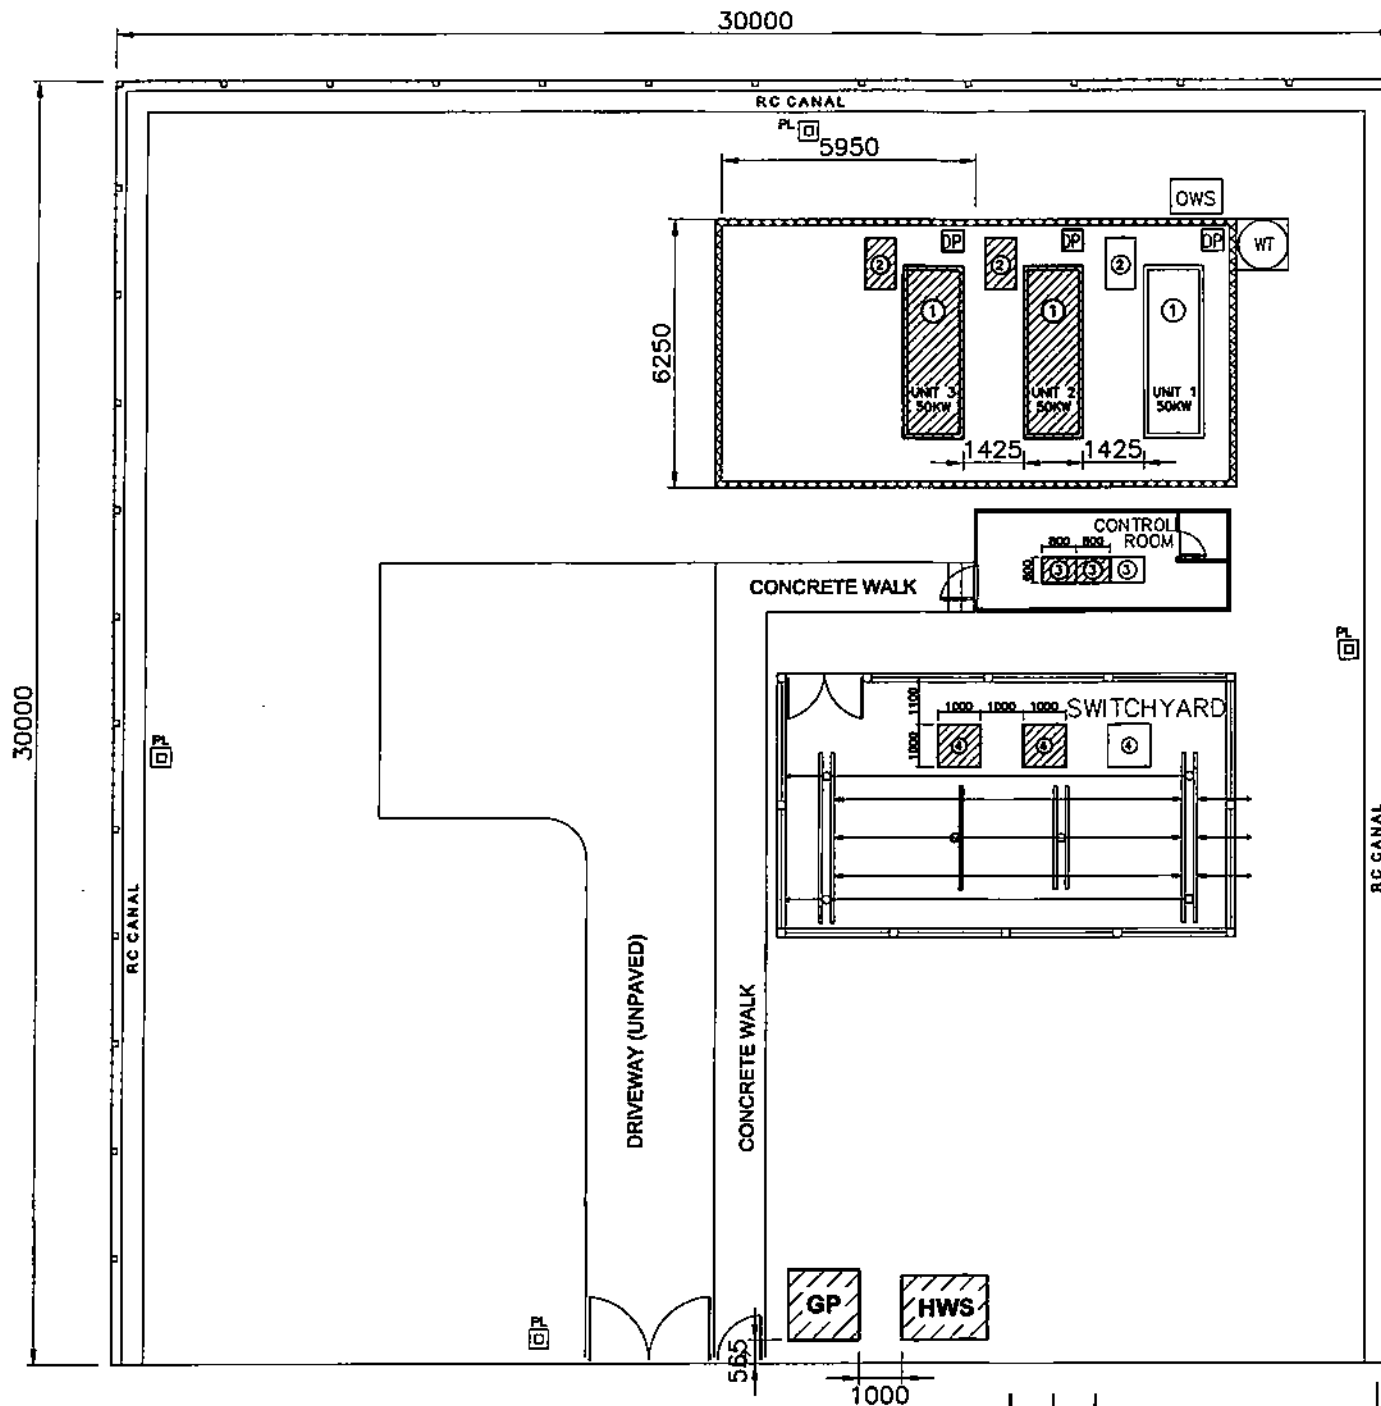 30000
RC CANAL
PL
5950
OWS
DP
DP
DP
WT
2
2
2
1
1
1
6250
UNIT 3
50KW
UNIT 2
50KW
UNIT 1
50KW
1425
1425
CONTROL
ROOM
800
800
600
3
3
3
CONCRETE WALK
PL
30000
1100
1000
1000
1000
SWITCHYARD
1000
4
4
4
PL
RC CANAL
RC CANAL
DRIVEWAY (UNPAVED)
CONCRETE WALK
GP
HWS
PL
565
1000